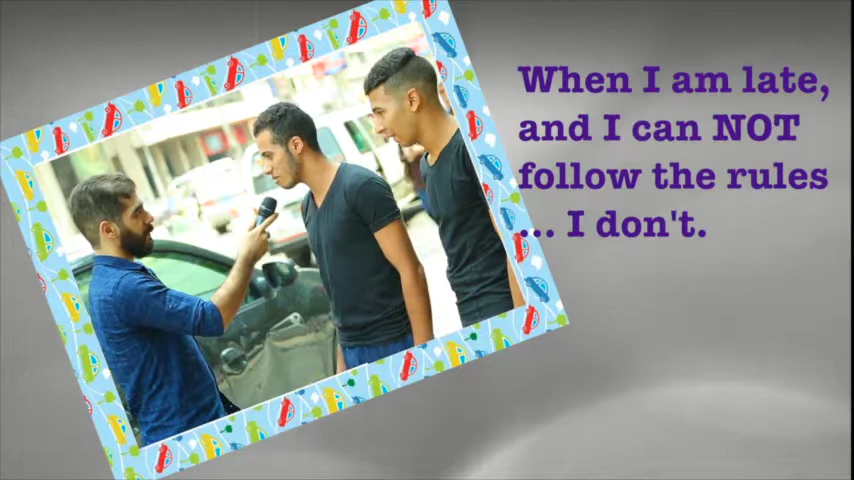 When I am late,
and I can NOT
follow the rules
... I don't.